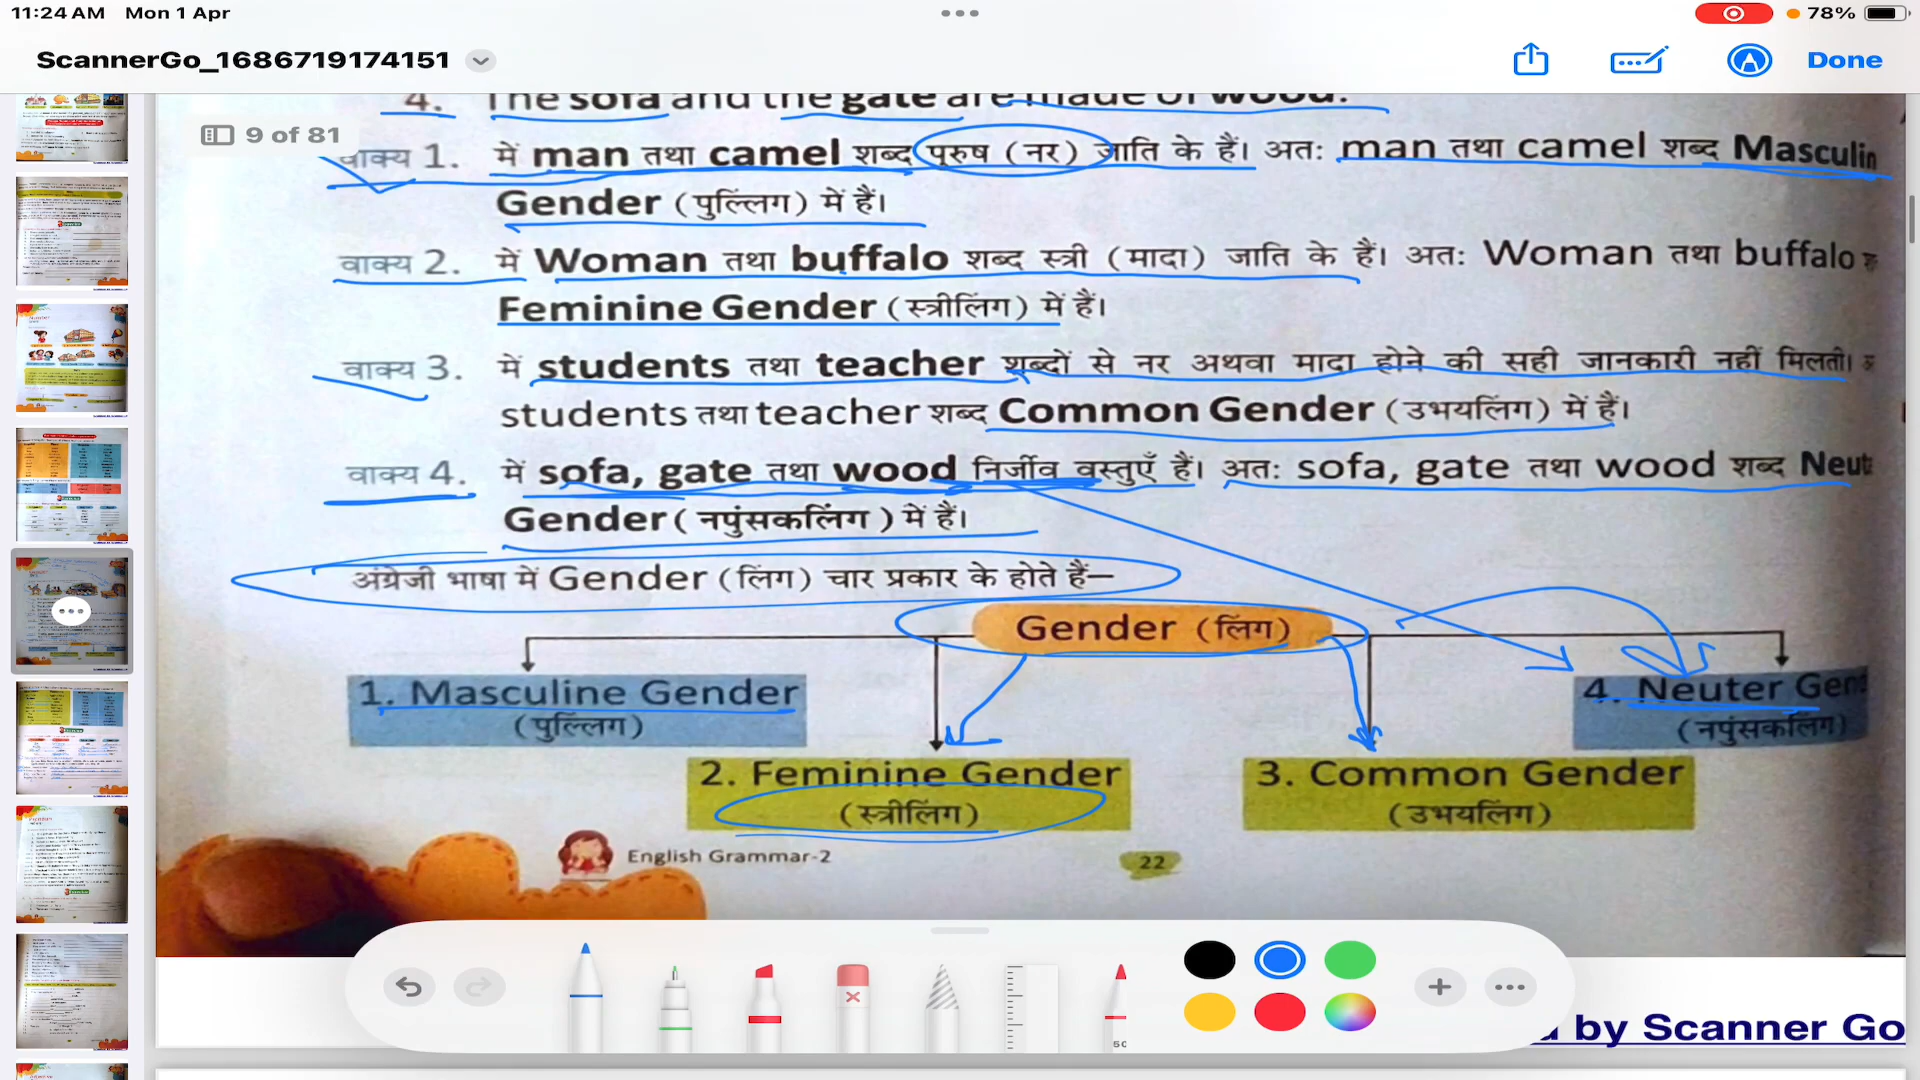 11:24 AM Mon 1 Apr
78%
ScannerGo_1686719174151
Done
9 of 81
4. The sofa and the gate are made of wood.
वाक्य 1. में man तथा camel शब्द पुरुष (नर) जाति के हैं। अतः man तथा camel शब्द Masculin
Gender (पुल्लिंग) में हैं।
वाक्य 2. में Woman तथा buffalo शब्द स्त्री (मादा) जाति के हैं। अतः Woman तथा buffalo
Feminine Gender (स्त्रीलिंग) में हैं।
वाक्य 3. में students तथा teacher शब्दों से नर अथवा मादा होने की सही जानकारी नहीं मिलती।
students तथा teacher शब्द Common Gender (उभयलिंग) में हैं।
वाक्य 4. में sofa, gate तथा wood निर्जीव वस्तुएँ हैं। अतः sofa, gate तथा wood शब्द Neut
Gender (नपुंसकलिंग) में हैं।
अंग्रेजी भाषा में Gender (लिंग) चार प्रकार के होते हैं—
Gender (लिंग)
1. Masculine Gender
(पुल्लिंग)
4. Neuter Gen
(नपुंसकलिंग)
2. Feminine Gender
(स्त्रीलिंग)
3. Common Gender
(उभयलिंग)
English Grammar-2
22
by Scanner Go